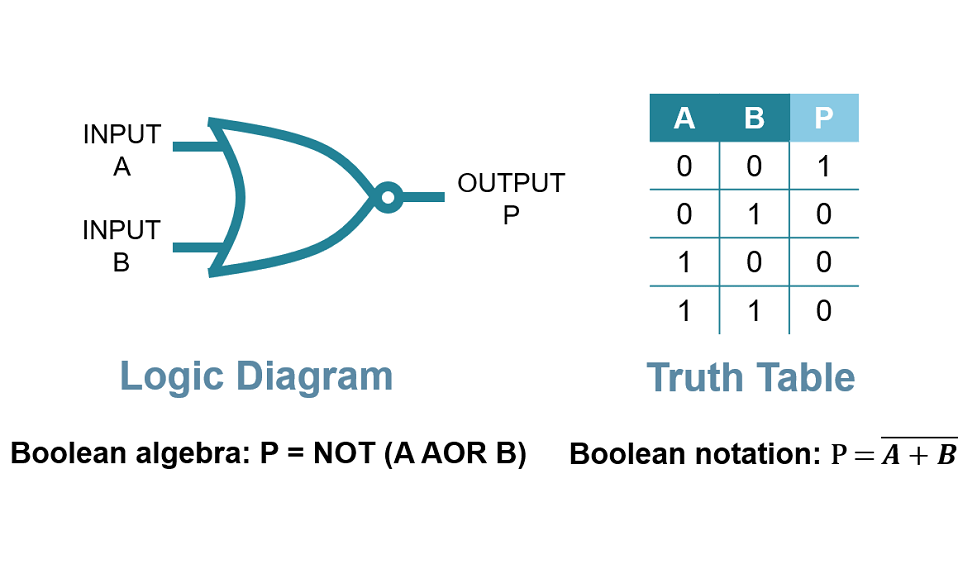 INPUT
A
INPUT
B
OUTPUT
P
A B P
0 0 1
0 1 0
1 0 0
1 1 0
Logic Diagram
Truth Table
Boolean algebra: P = NOT (A AOR B)
Boolean notation: P = \overline{A + B}